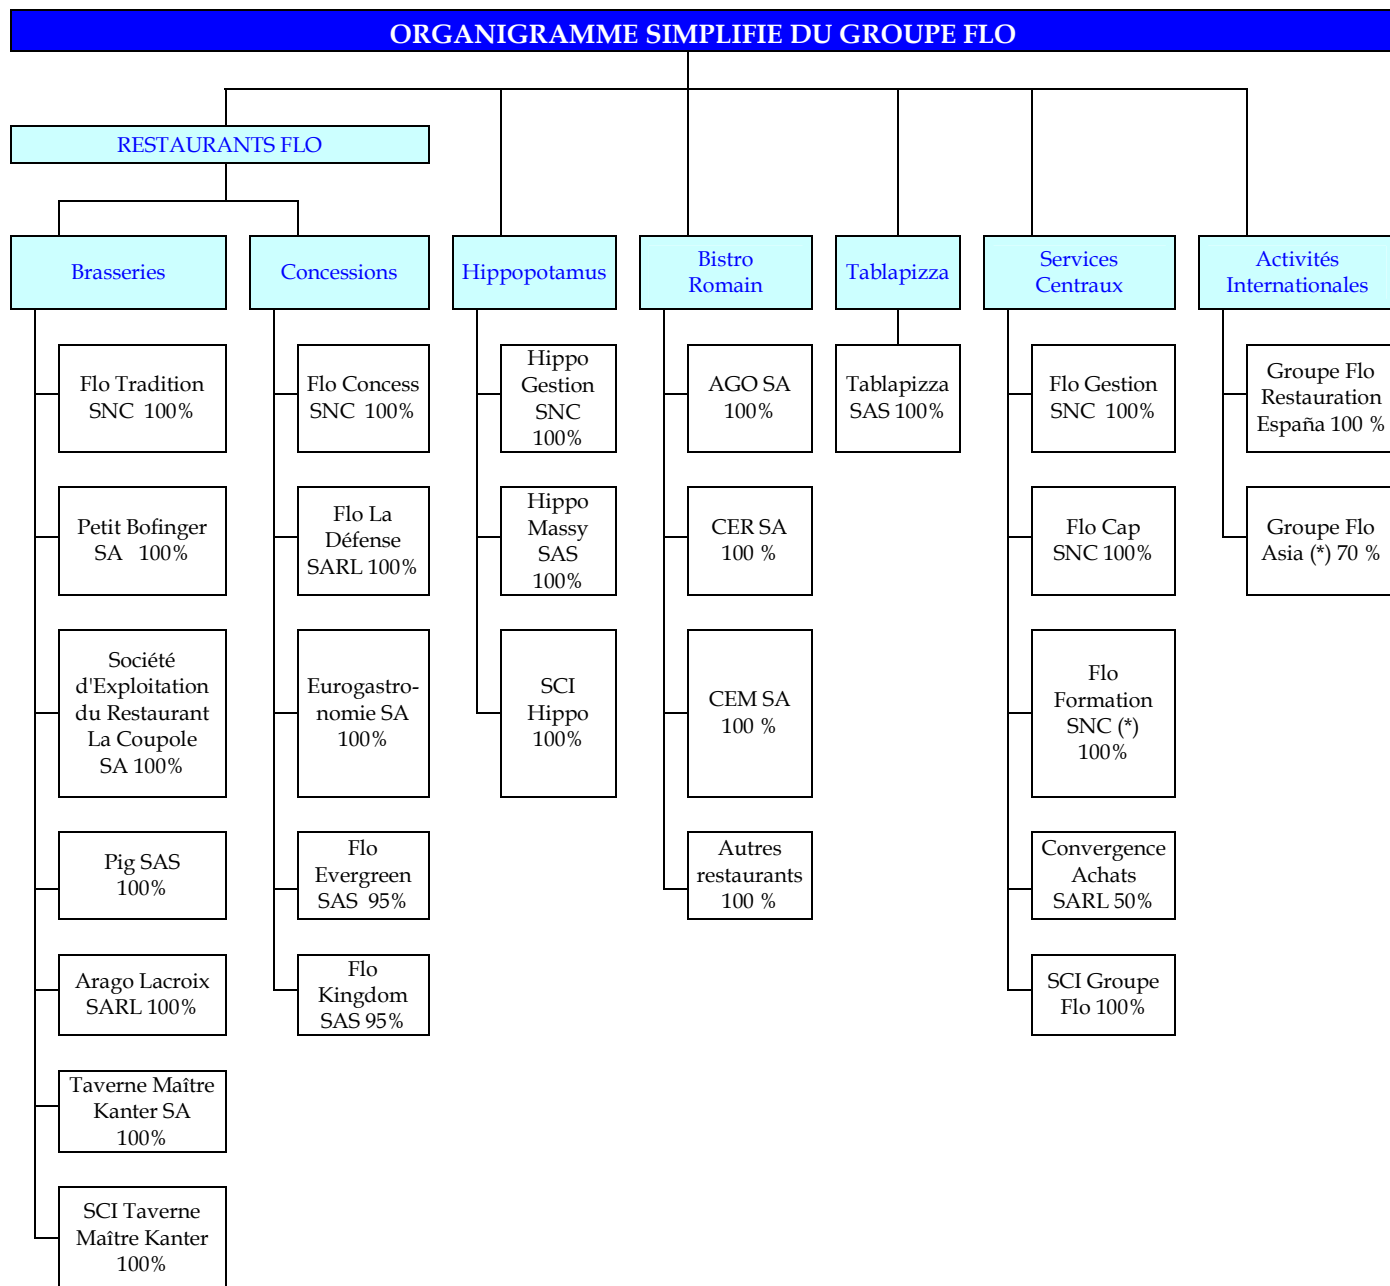 ORGANIGRAMME SIMPLIFIE DU GROUPE FLO
RESTAURANTS FLO
Brasseries
Concessions
Hippopotamus
Bistro
Romain
Tablapizza
Services
Centraux
Activités
Internationales
Flo Tradition
SNC 100%
Petit Bofinger
SA 100%
Société
d'Exploitation
du Restaurant
La Coupole
SA 100%
Pig SAS
100%
Arago Lacroix
SARL 100%
Taverne Maître
Kanter SA
100%
SCI Taverne
Maître Kanter
100%
Flo Concess
SNC 100%
Flo La
Défense
SARL 100%
Eurogastro-
nomie SA
100%
Flo
Evergreen
SAS 95%
Flo
Kingdom
SAS 95%
Hippo
Gestion
SNC
100%
Hippo
Massy
SAS
100%
SCI
Hippo
100%
AGO SA
100%
CER SA
100 %
CEM SA
100 %
Autres
restaurants
100 %
Tablapizza
SAS 100%
Flo Gestion
SNC 100%
Flo Cap
SNC 100%
Flo
Formation
SNC (*)
100%
Convergence
Achats
SARL 50%
SCI Groupe
Flo 100%
Groupe Flo
Restauration
España 100 %
Groupe Flo
Asia (*) 70 %